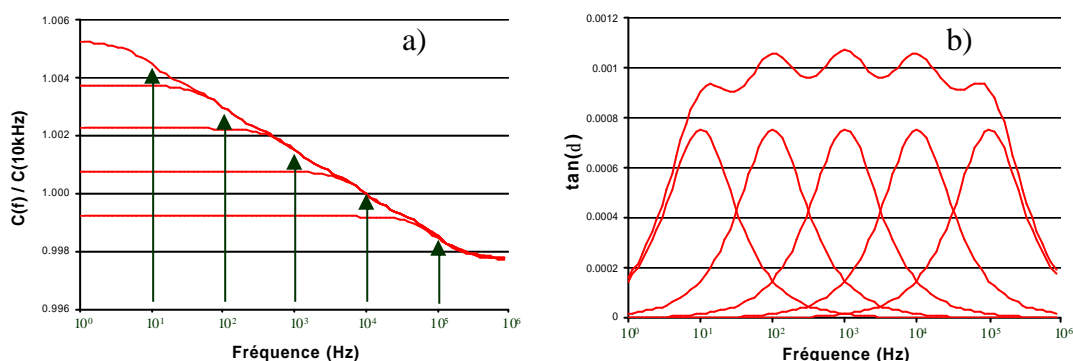 a)
1.006
1.004
1.002
1.000
0.998
0.996
C(f) / C(10kHz)
10⁰ 10¹ 10² 10³ 10⁴ 10⁵ 10⁶
Fréquence (Hz)
b)
0.0012
0.001
0.0008
0.0006
0.0004
0.0002
0
tan(d)
10⁰ 10¹ 10² 10³ 10⁴ 10⁵ 10⁶
Fréquence (Hz)